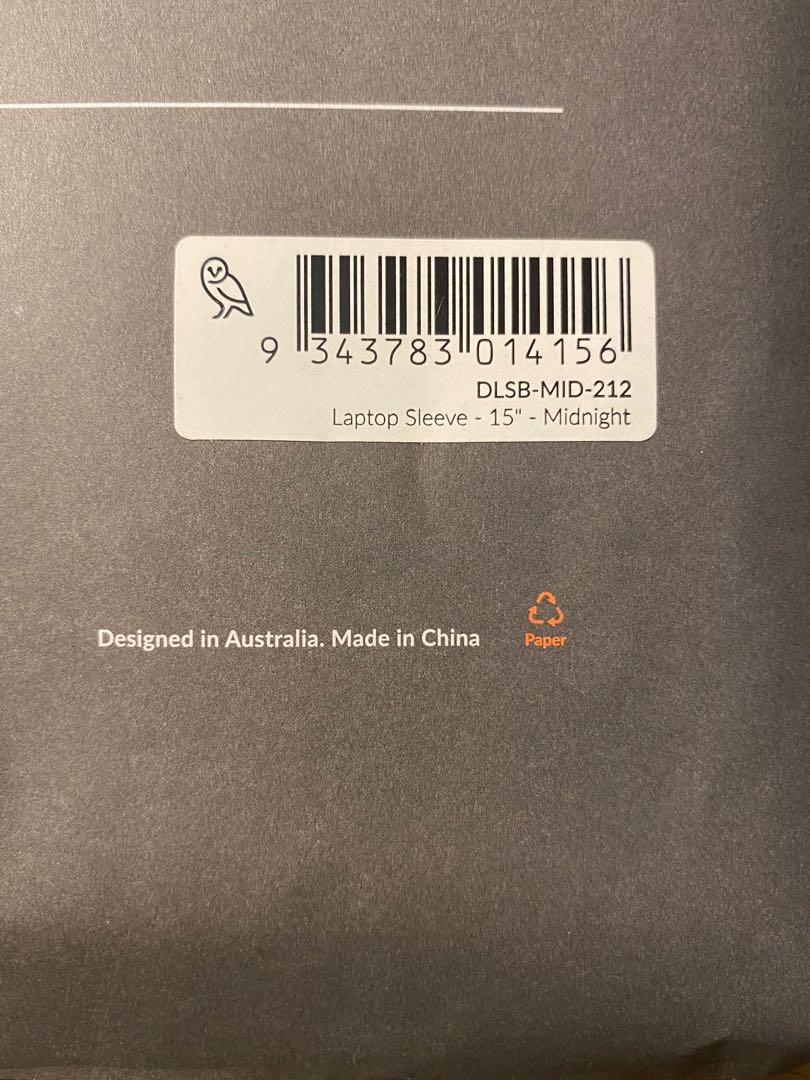 9 343783 014156
DLSB-MID-212
Laptop Sleeve - 15" - Midnight
Designed in Australia. Made in China
Paper